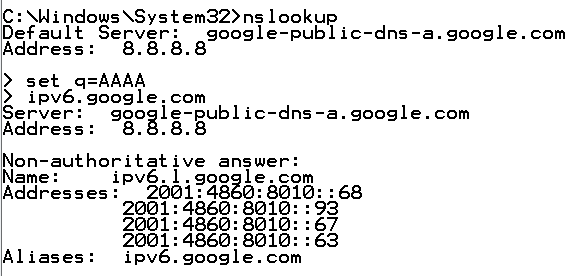 C:\Windows\System32>nslookup
Default Server:  google-public-dns-a.google.com
Address:  8.8.8.8
> set q=AAAA
> ipv6.google.com
Server:  google-public-dns-a.google.com
Address:  8.8.8.8
Non-authoritative answer:
Name:    ipv6.l.google.com
Addresses:  2001:4860:8010::68
          2001:4860:8010::93
          2001:4860:8010::67
          2001:4860:8010::63
Aliases:  ipv6.google.com